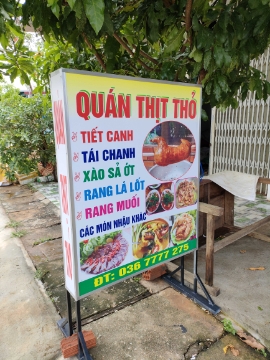 QUÁN THỊT THỎ
TIẾT CANH
TÁI CHANH
XÀO SẢ ỚT
RANG LÁ LỐT
RANG MUỐI
CÁC MÓN NHẬU KHÁC
ĐT: 036 7777 275